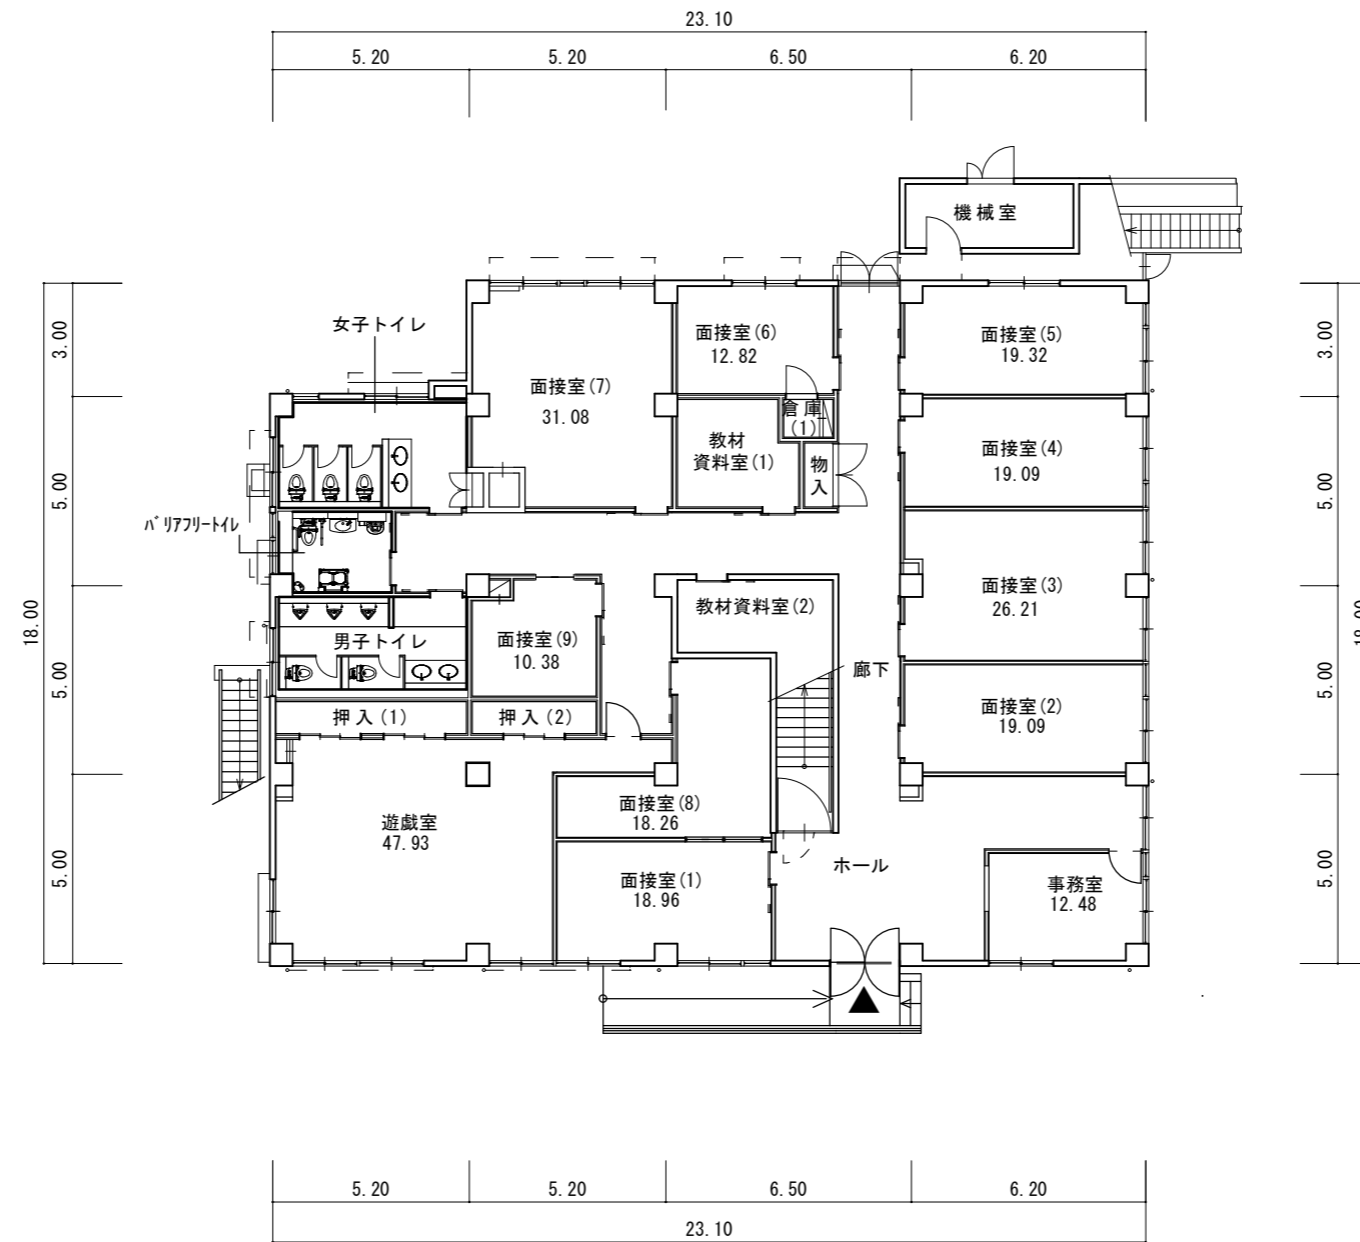 23.10
5.20
5.20
6.50
6.20
機械室
女子トイレ
面接室(6)
12.82
面接室(5)
19.32
3.00
3.00
面接室(7)
31.08
倉庫
(1)
教材
資料室(1)
物入
面接室(4)
19.09
5.00
5.00
バリアフリートイレ
18.00
面接室(3)
26.21
教材資料室(2)
面接室(9)
10.38
男子トイレ
廊下
18.00
5.00
5.00
面接室(2)
19.09
押入(1)
押入(2)
面接室(8)
18.26
遊戯室
47.93
ホール
面接室(1)
18.96
事務室
12.48
5.00
5.00
5.20
5.20
6.50
6.20
23.10